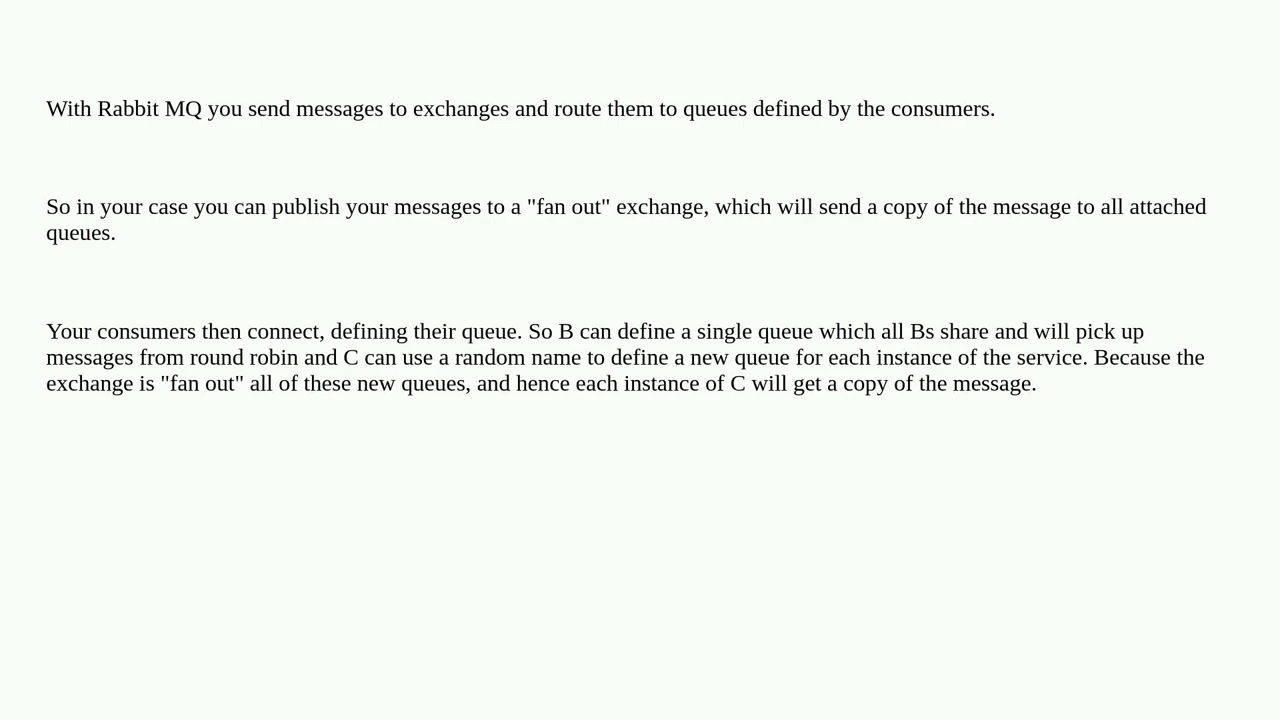 With Rabbit MQ you send messages to exchanges and route them to queues defined by the consumers.
So in your case you can publish your messages to a "fan out" exchange, which will send a copy of the message to all attached
queues.
Your consumers then connect, defining their queue. So B can define a single queue which all Bs share and will pick up
messages from round robin and C can use a random name to define a new queue for each instance of the service. Because the
exchange is "fan out" all of these new queues, and hence each instance of C will get a copy of the message.